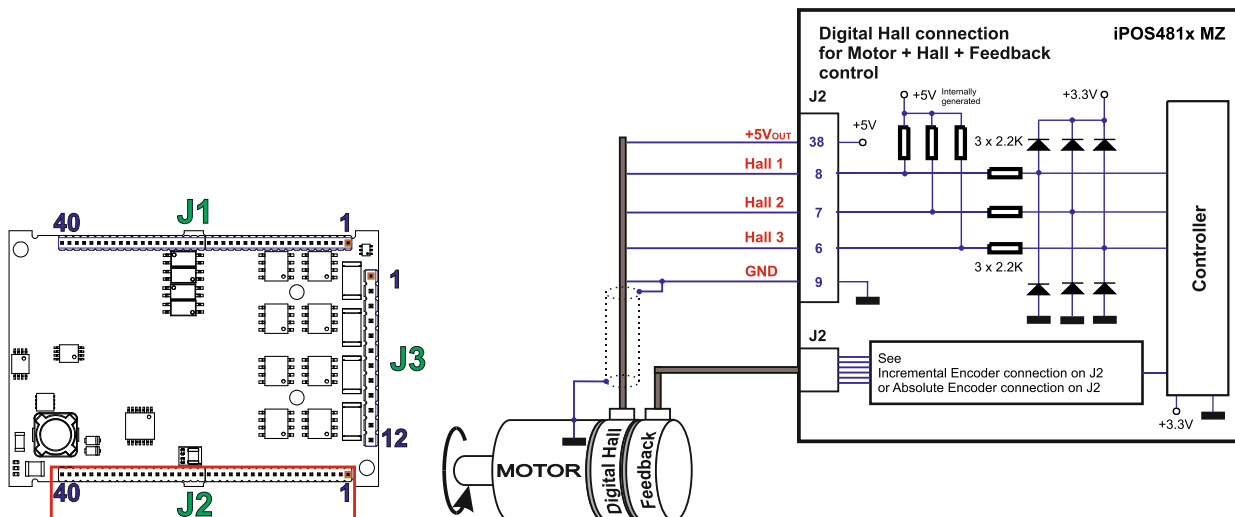 J1
40
1
1
J3
12
40
1
J2
Digital Hall connection
for Motor + Hall + Feedback
control
iPOS481x MZ
J2
+5V
Internally
generated
+3.3V
+5VOUT
38
+5V
3 x 2.2K
Hall 1
8
Hall 2
7
Hall 3
6
3 x 2.2K
GND
9
Controller
J2
See
Incremental Encoder connection on J2
or Absolute Encoder connection on J2
+3.3V
MOTOR
Digital Hall
Feedback